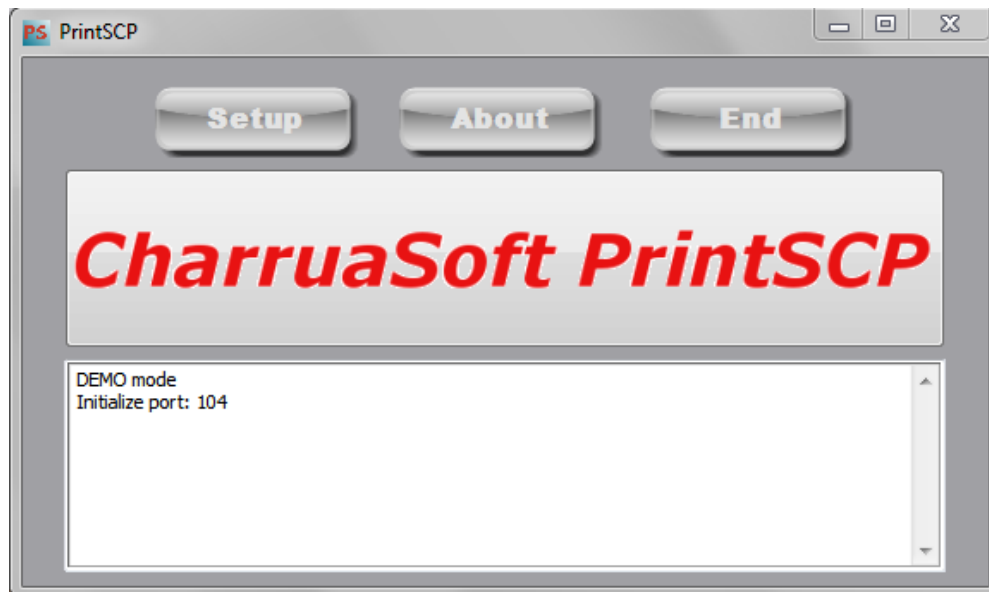 PS PrintSCP
Setup About End
CharruaSoft PrintSCP
DEMO mode
Initialize port: 104